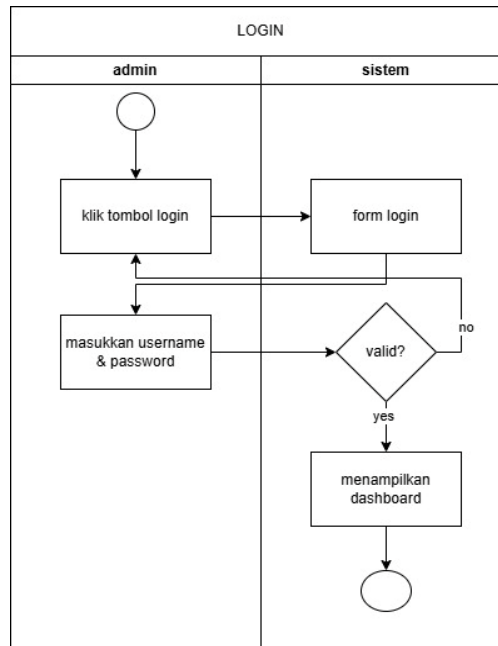 LOGIN
admin
sistem
klik tombol login
form login
no
masukkan username
& password
valid?
yes
menampilkan
dashboard